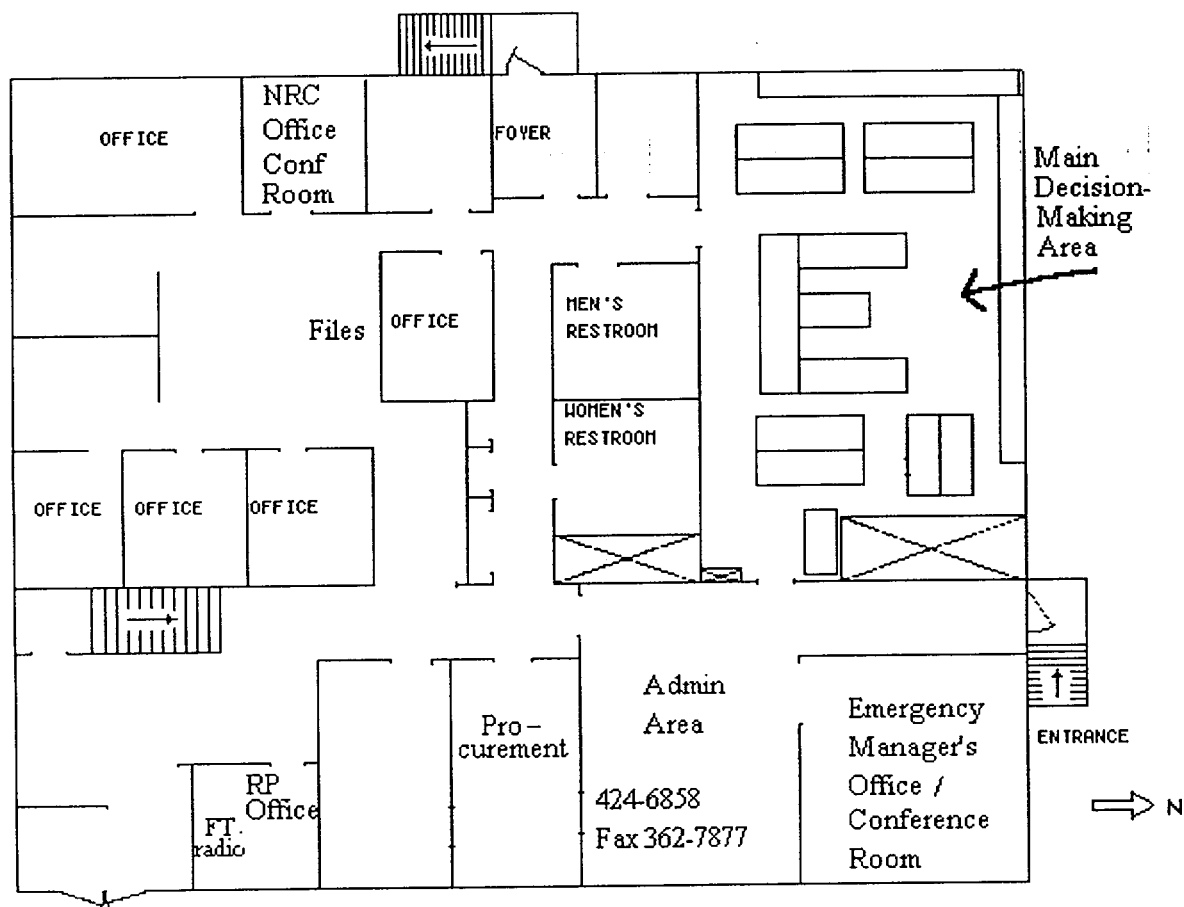 OFFICE
NRC
Office
Conf
Room
FOYER
Main
Decision-
Making
Area
Files
OFFICE
MEN'S
RESTROOM
WOMEN'S
RESTROOM
OFFICE
OFFICE
OFFICE
Admin
Area
424-6858
Fax 362-7877
Pro-
curement
RP
Office
FT.
radio
Emergency
Manager's
Office /
Conference
Room
ENTRANCE
N